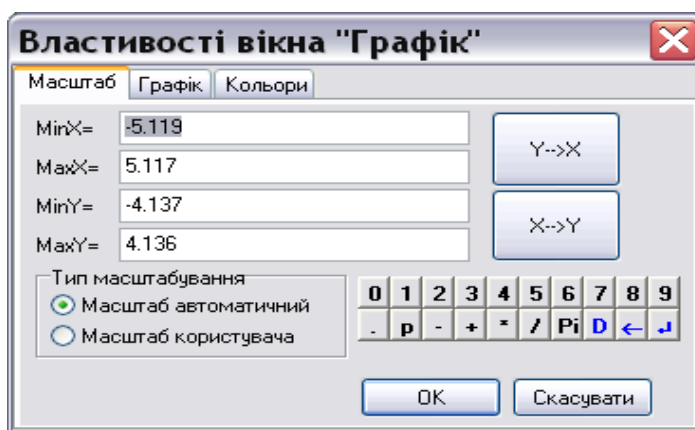 Властивості вікна "Графік"
Масштаб Графік Кольори
MinX= -5.119
MaxX= 5.117
MinY= -4.137
MaxY= 4.136
Y-->X
X-->Y
Тип масштабування
Масштаб автоматичний
Масштаб користувача
0 1 2 3 4 5 6 7 8 9
. p - + * / Pi D ← ↲
OK Скасувати